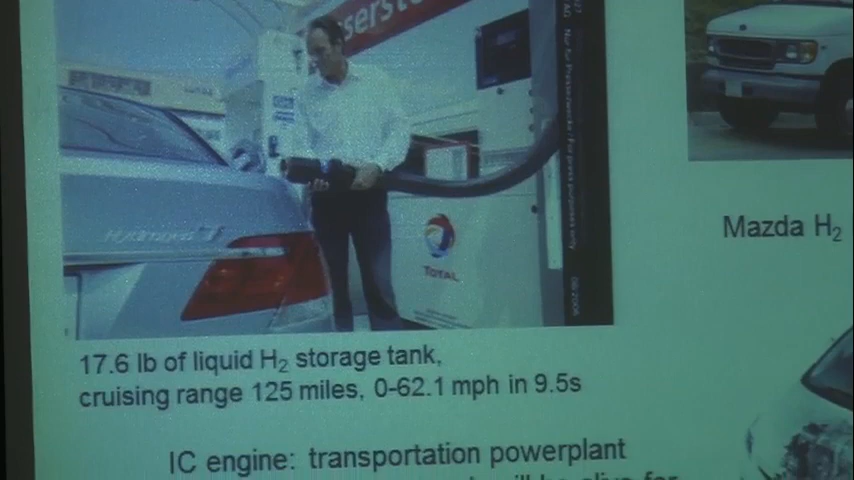 TOTAL
17.6 lb of liquid H₂ storage tank,
cruising range 125 miles, 0-62.1 mph in 9.5s
Mazda H₂
IC engine: transportation powerplant